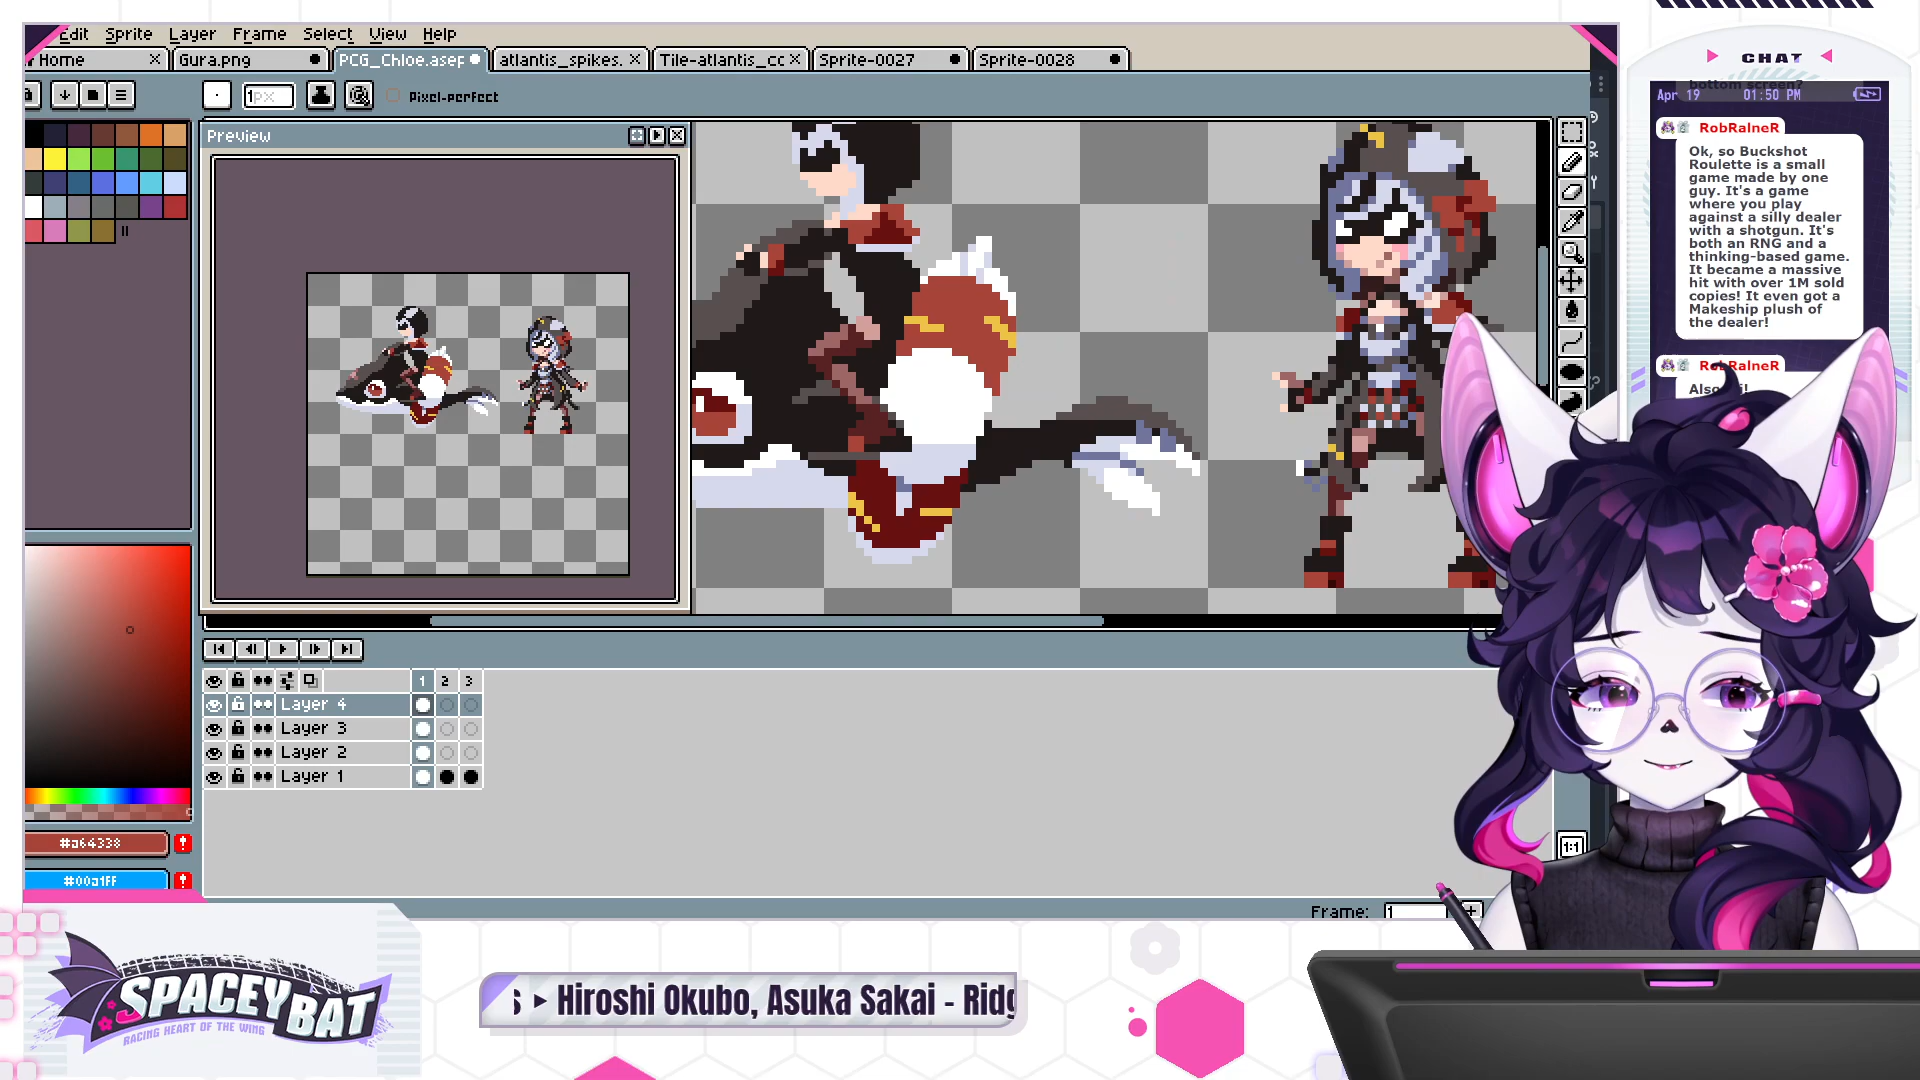 Edit Sprite Layer Frame Select View Help
Home
Gura.png
PCG_Chloe.asep
atlantis_spikes.
Tile-atlantis_cc
Sprite-0027
Sprite-0028
1px
Pixel-perfect
Preview
1 2 3
Layer 4
Layer 3
Layer 2
Layer 1
#a64338
#00a1FF
1:1
Frame: 1
CHAT
bottom screen?
Apr 19 01:50 PM
RobRaineR
Ok, so Buckshot
Roulette is a small
game made by one
guy. It's a game
where you play
against a silly dealer
with a shotgun. It's
both an RNG and a
thinking-based game.
It became a massive
hit with over 1M sold
copies! It even got a
Makeship plush of
the dealer!
RobRaineR
SPACEYBAT
RACING HEART OF THE WING
s ▸ Hiroshi Okubo, Asuka Sakai - Ridg